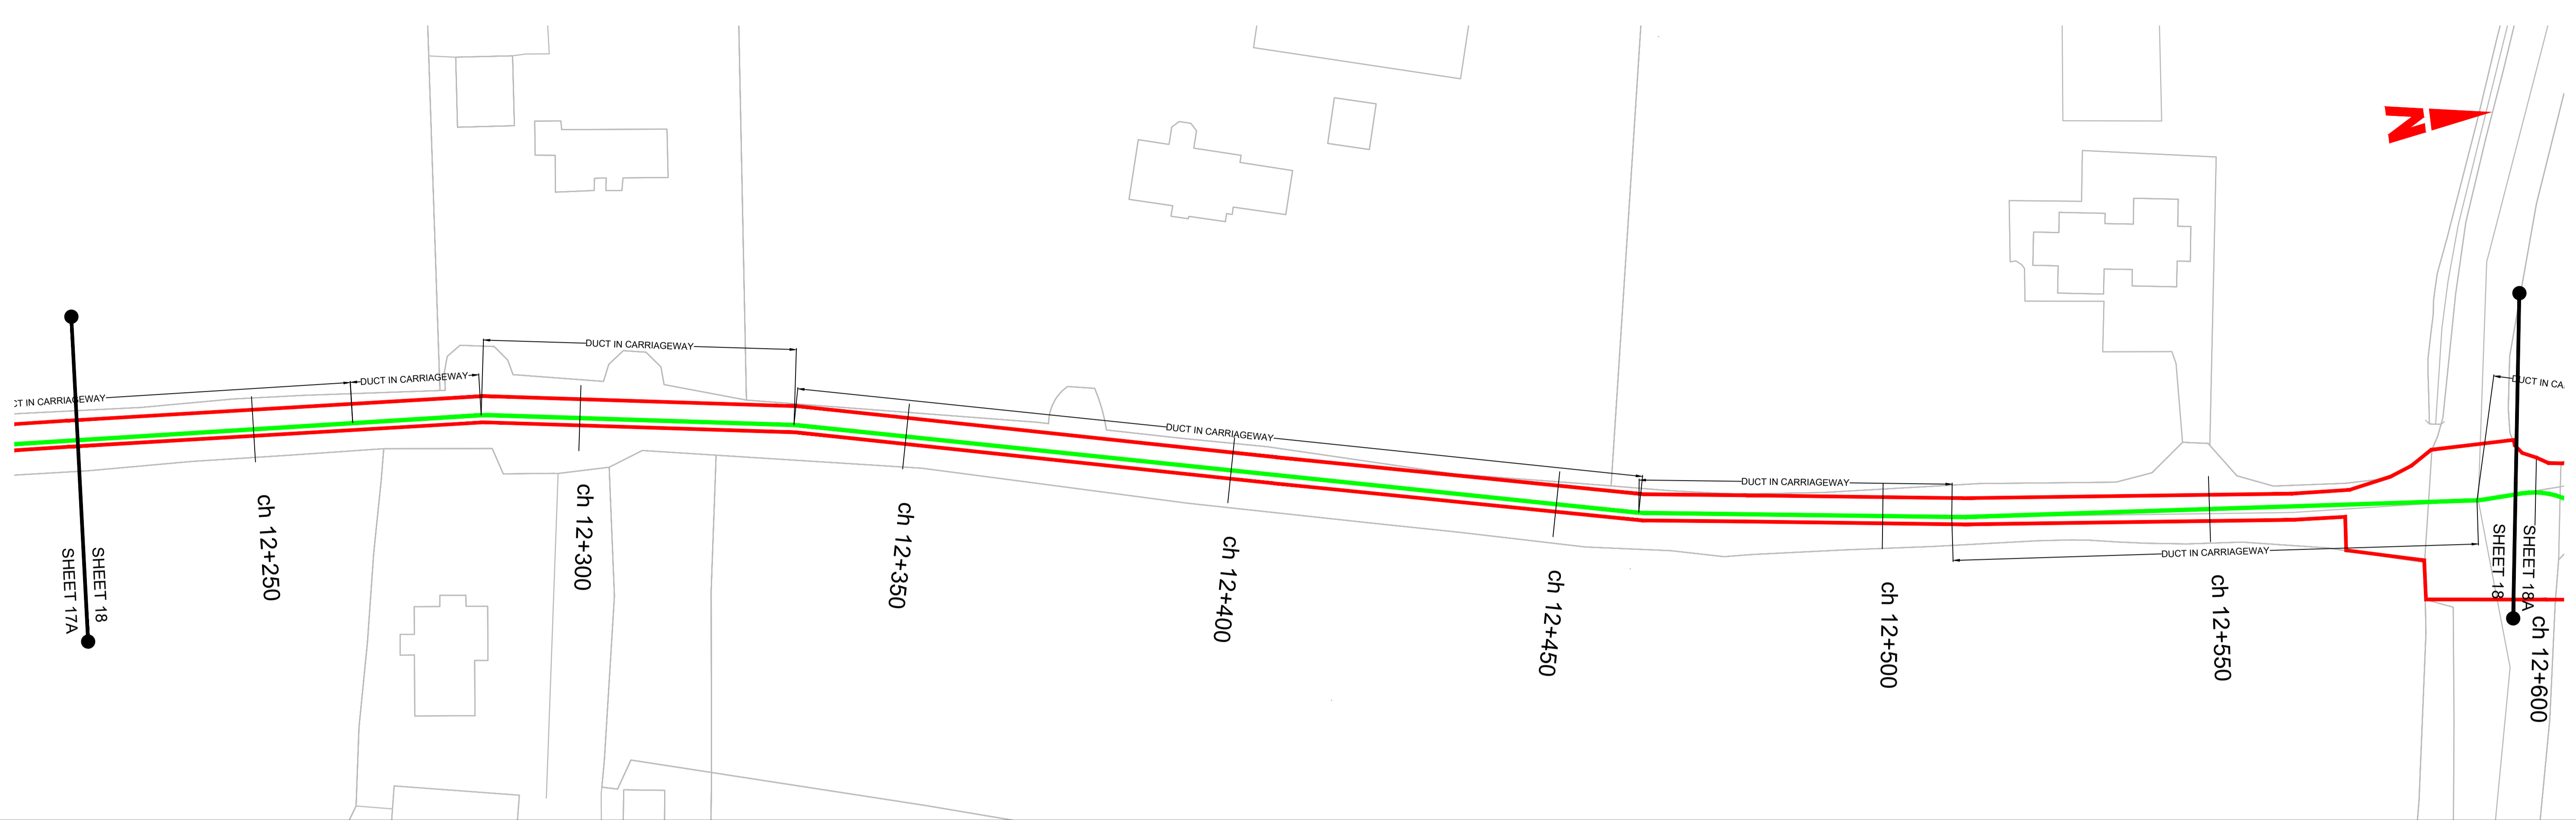 N
CT IN CARRIAGEWAY
DUCT IN CARRIAGEWAY
DUCT IN CARRIAGEWAY
DUCT IN CARRIAGEWAY
DUCT IN CARRIAGEWAY
DUCT IN CARRIAGEWAY
DUCT IN CA
SHEET 17A
SHEET 18
ch 12+250
ch 12+300
ch 12+350
ch 12+400
ch 12+450
ch 12+500
ch 12+550
SHEET 18
SHEET 18A
ch 12+600